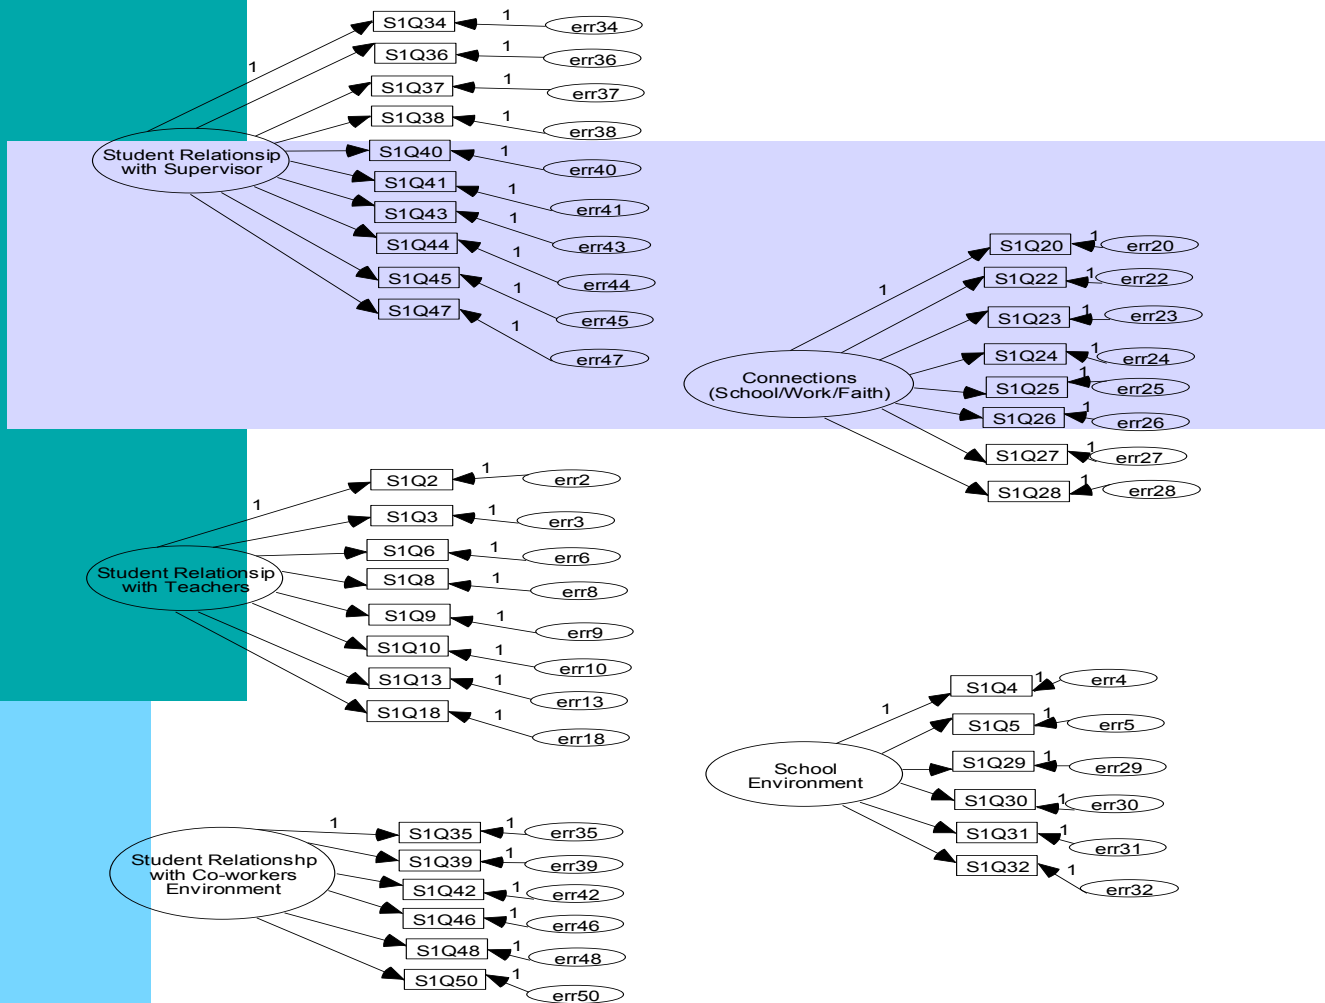 S1Q34
1
err34
S1Q36
1
err36
1
S1Q37
1
err37
S1Q38
1
err38
Student Relationsip
with Supervisor
S1Q40
1
err40
S1Q41
1
err41
S1Q43
1
err43
S1Q44
1
err44
S1Q45
1
err45
S1Q47
1
err47
S1Q20
1
err20
1
S1Q22
1
err22
S1Q23
1
err23
S1Q24
1
err24
Connections
(School/Work/Faith)
S1Q25
1
err25
S1Q26
1
err26
S1Q27
1
err27
S1Q28
1
err28
S1Q2
1
err2
1
S1Q3
1
err3
S1Q6
1
err6
Student Relationsip
with Teachers
S1Q8
1
err8
S1Q9
1
err9
S1Q10
1
err10
S1Q13
1
err13
S1Q18
1
err18
S1Q4
1
err4
1
S1Q5
1
err5
School
Environment
S1Q29
1
err29
S1Q30
1
err30
S1Q31
1
err31
S1Q32
1
err32
1
S1Q35
1
err35
Student Relationshp
with Co-workers
Environment
S1Q39
1
err39
S1Q42
1
err42
S1Q46
1
err46
S1Q48
1
err48
S1Q50
1
err50